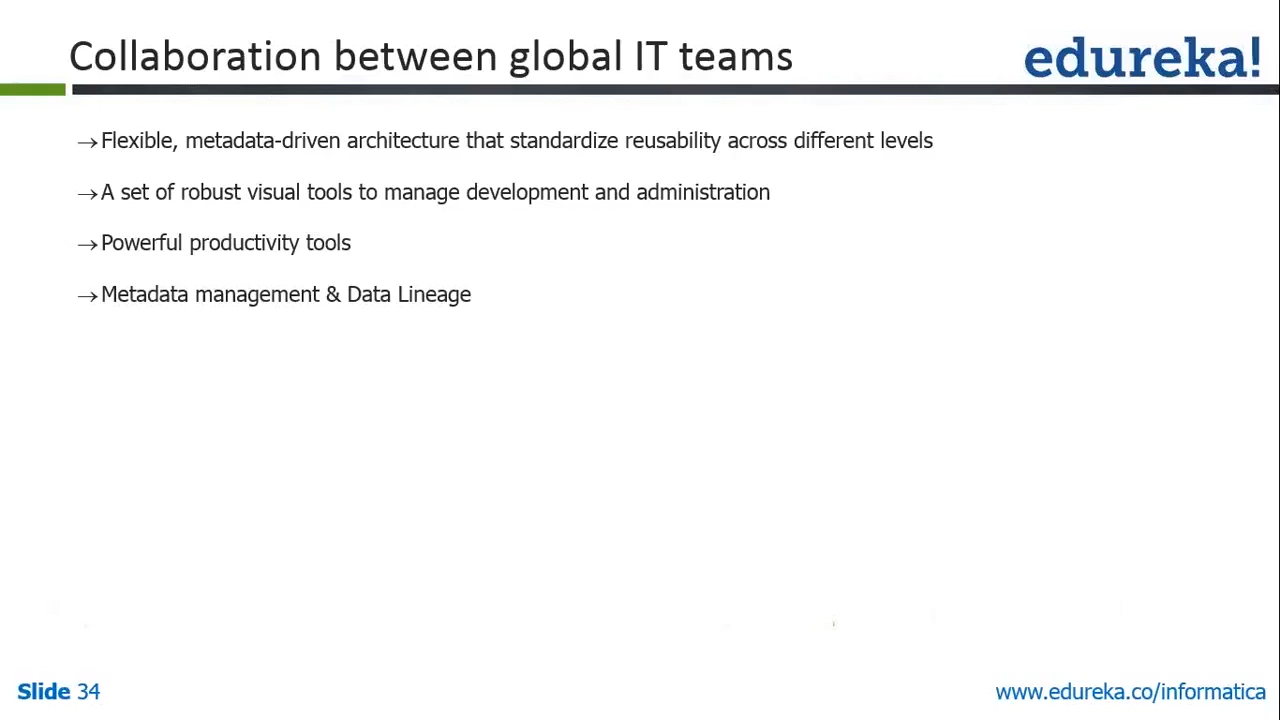 Collaboration between global IT teams
edureka!
→Flexible, metadata-driven architecture that standardize reusability across different levels
→A set of robust visual tools to manage development and administration
→Powerful productivity tools
→Metadata management & Data Lineage
Slide 34
www.edureka.co/informatica